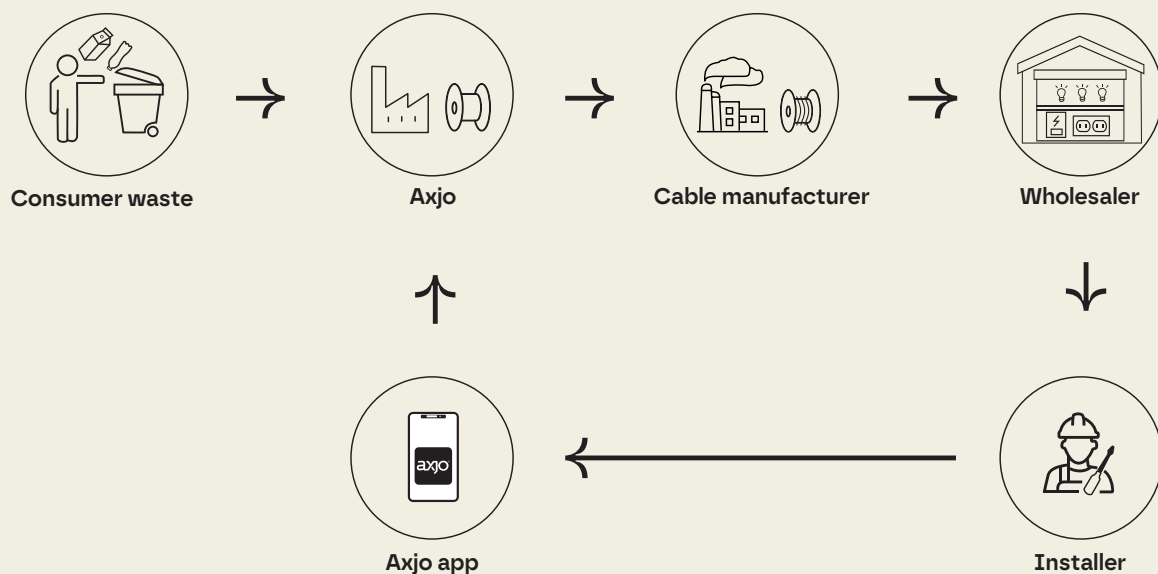 Consumer waste
Axjo
Cable manufacturer
Wholesaler
axjo
Axjo app
Installer